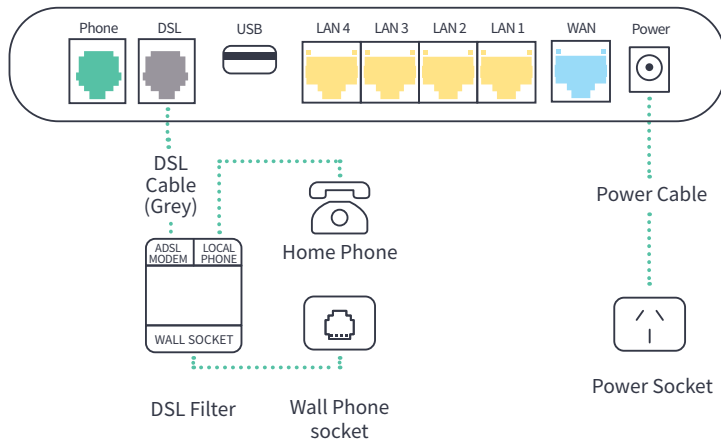 Phone DSL USB LAN 4 LAN 3 LAN 2 LAN 1 WAN Power
DSL
Cable
(Grey)
Power Cable
Home Phone
ADSL
MODEM
LOCAL
PHONE
WALL SOCKET
DSL Filter
Wall Phone
socket
Power Socket